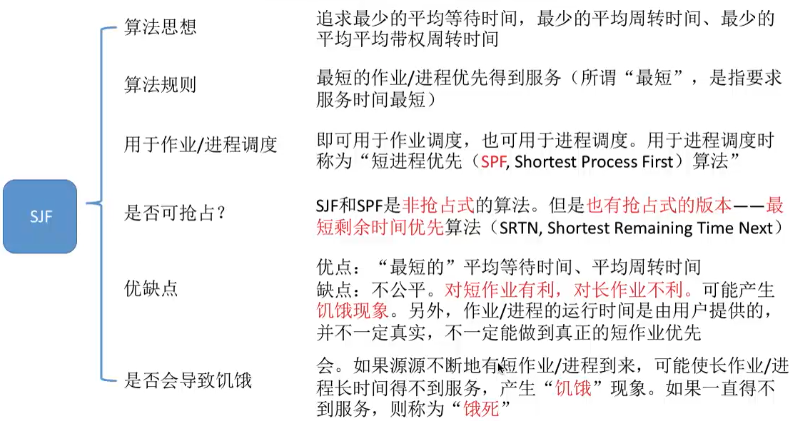 SJF
算法思想
追求最少的平均等待时间，最少的平均周转时间、最少的
平均平均带权周转时间
算法规则
最短的作业/进程优先得到服务（所谓“最短”，是指要求
服务时间最短）
用于作业/进程调度
即可用于作业调度，也可用于进程调度。用于进程调度时
称为“短进程优先（SPF, Shortest Process First）算法”
是否可抢占？
SJF和SPF是非抢占式的算法。但是也有抢占式的版本——最
短剩余时间优先算法（SRTN, Shortest Remaining Time Next）
优缺点
优点：“最短的”平均等待时间、平均周转时间
缺点：不公平。对短作业有利，对长作业不利。可能产生
饥饿现象。另外，作业/进程的运行时间是由用户提供的，
并不一定真实，不一定能做到真正的短作业优先
是否会导致饥饿
会。如果源源不断地有短作业/进程到来，可能使长作业/进
程长时间得不到服务，产生“饥饿”现象。如果一直得不
到服务，则称为“饿死”